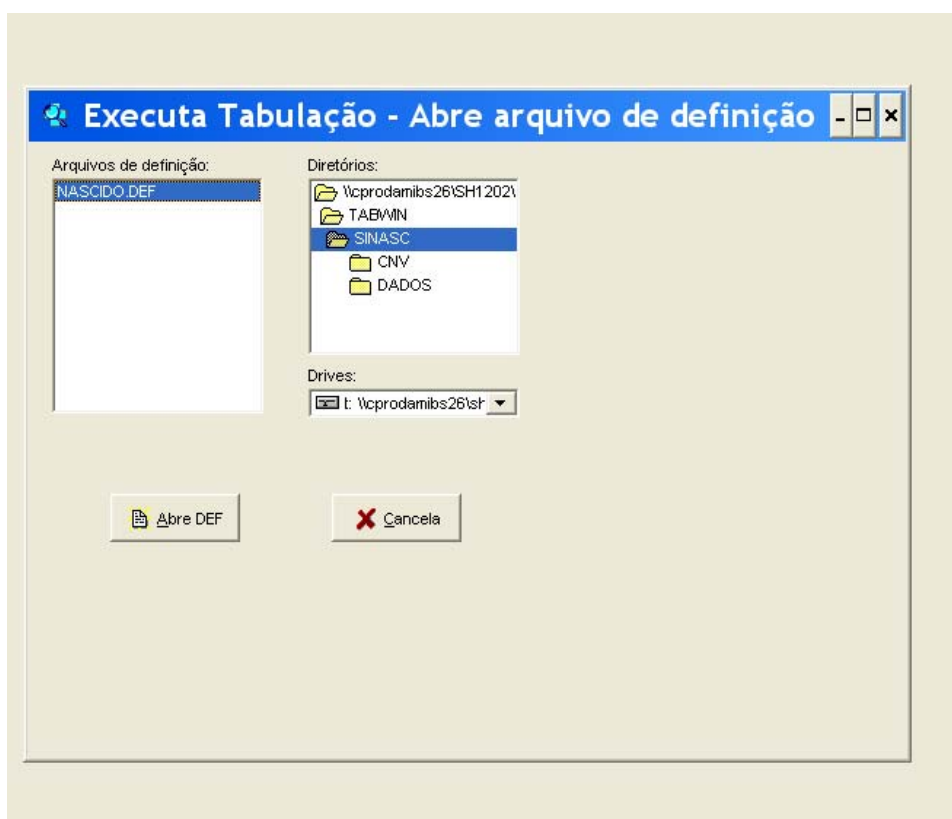 Executa Tabulação - Abre arquivo de definição
Arquivos de definição:
NASCIDO.DEF
Diretórios:
\\cprodamibs26\SH1202\
TABWIN
SINASC
CNV
DADOS
Drives:
t: \\cprodamibs26\sh
Abre DEF
Cancela